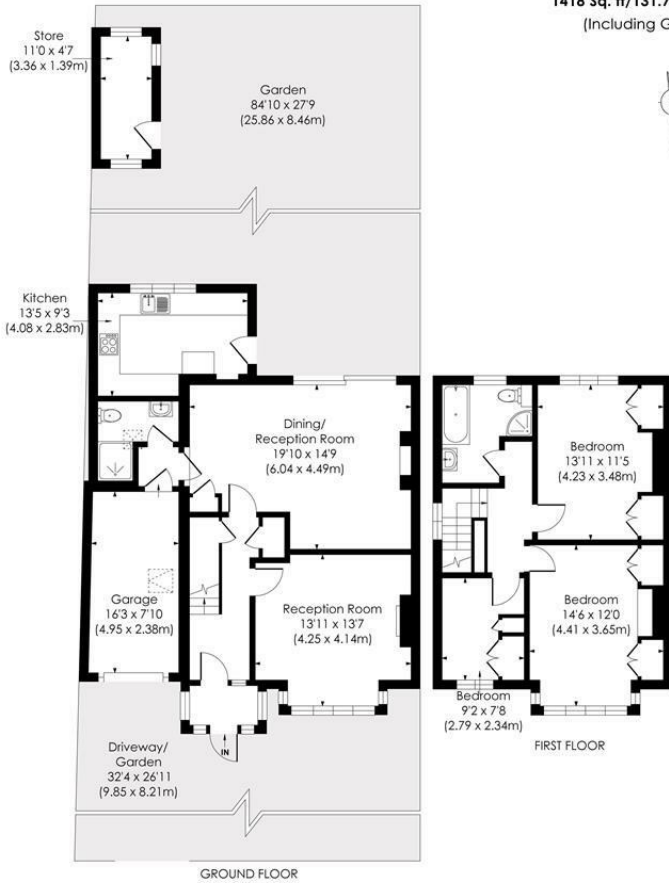 1418 Sq. ft/131.7
(Including G
Store
11'0 x 4'7
(3.36 x 1.39m)
Garden
84'10 x 27'9
(25.86 x 8.46m)
Kitchen
13'5 x 9'3
(4.08 x 2.83m)
Dining/
Reception Room
19'10 x 14'9
(6.04 x 4.49m)
Bedroom
13'11 x 11'5
(4.23 x 3.48m)
Garage
16'3 x 7'10
(4.95 x 2.38m)
Reception Room
13'11 x 13'7
(4.25 x 4.14m)
Bedroom
14'6 x 12'0
(4.41 x 3.65m)
Bedroom
9'2 x 7'8
(2.79 x 2.34m)
Driveway/
Garden
32'4 x 26'11
(9.85 x 8.21m)
IN
FIRST FLOOR
GROUND FLOOR